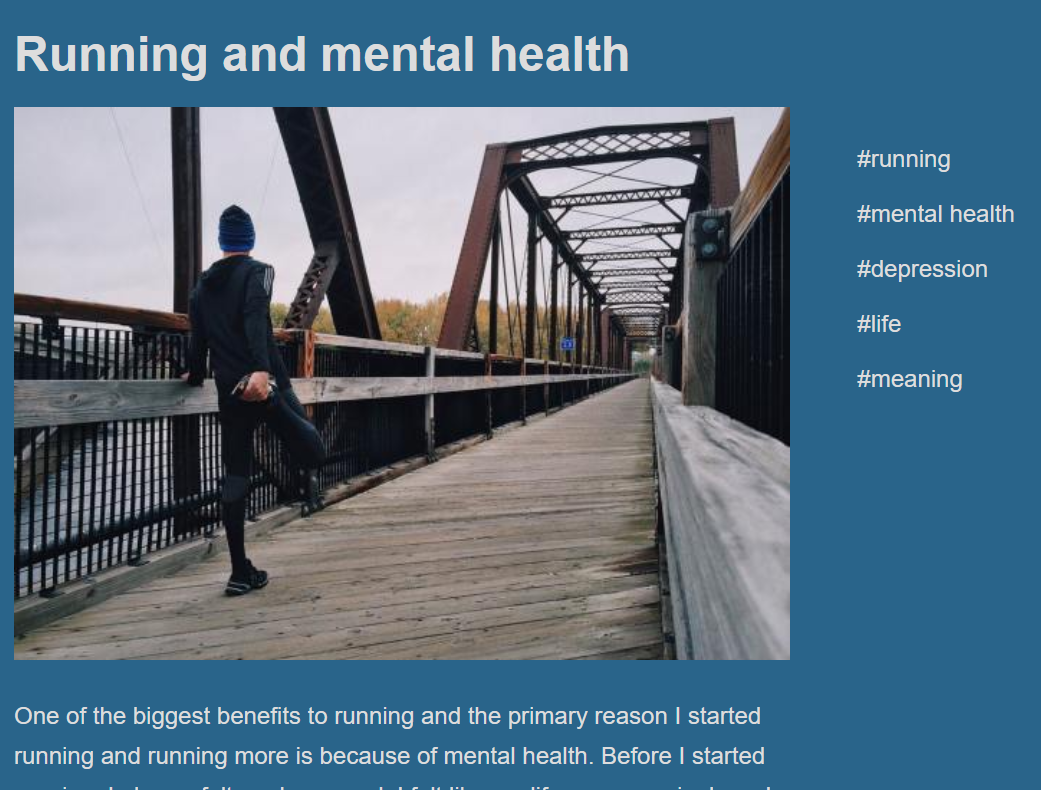 Running and mental health
#running
#mental health
#depression
#life
#meaning
One of the biggest benefits to running and the primary reason I started
running and running more is because of mental health. Before I started